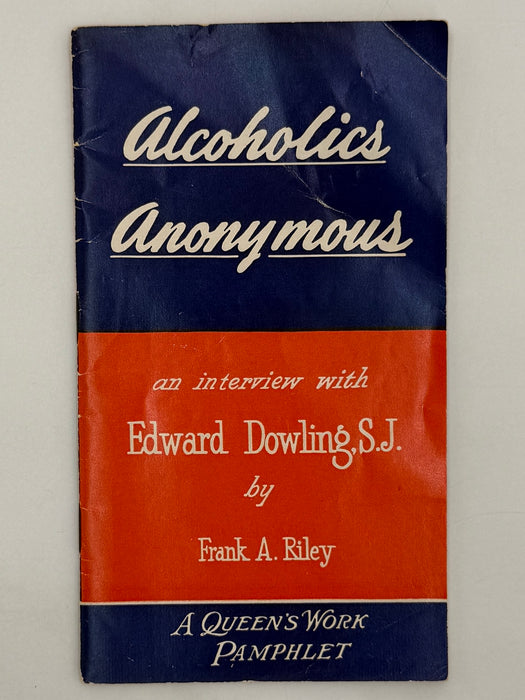 Alcoholics
Anonymous
an interview with
Edward Dowling, S.J.
by
Frank A. Riley
A QUEEN'S WORK
PAMPHLET